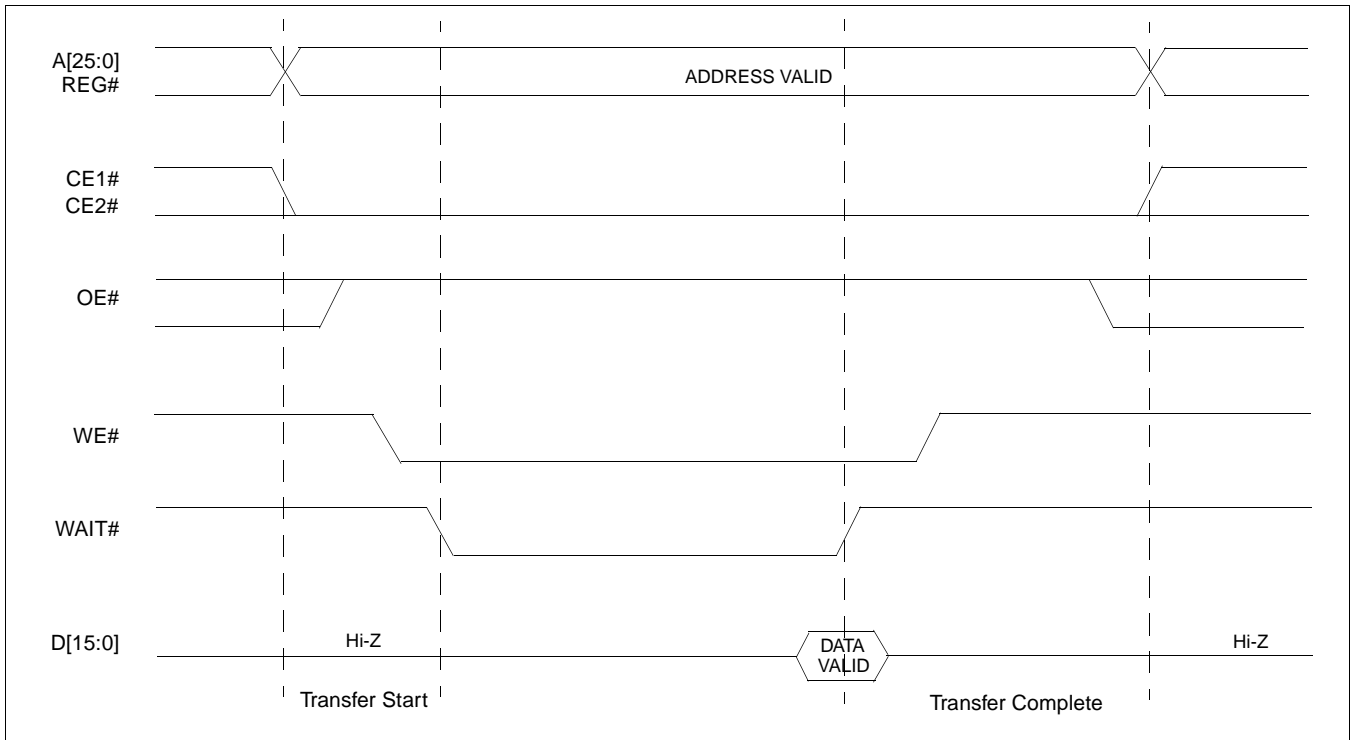 A[25:0]
REG#
ADDRESS VALID
CE1#
CE2#
OE#
WE#
WAIT#
D[15:0]
Hi-Z
DATA
VALID
Hi-Z
Transfer Start
Transfer Complete